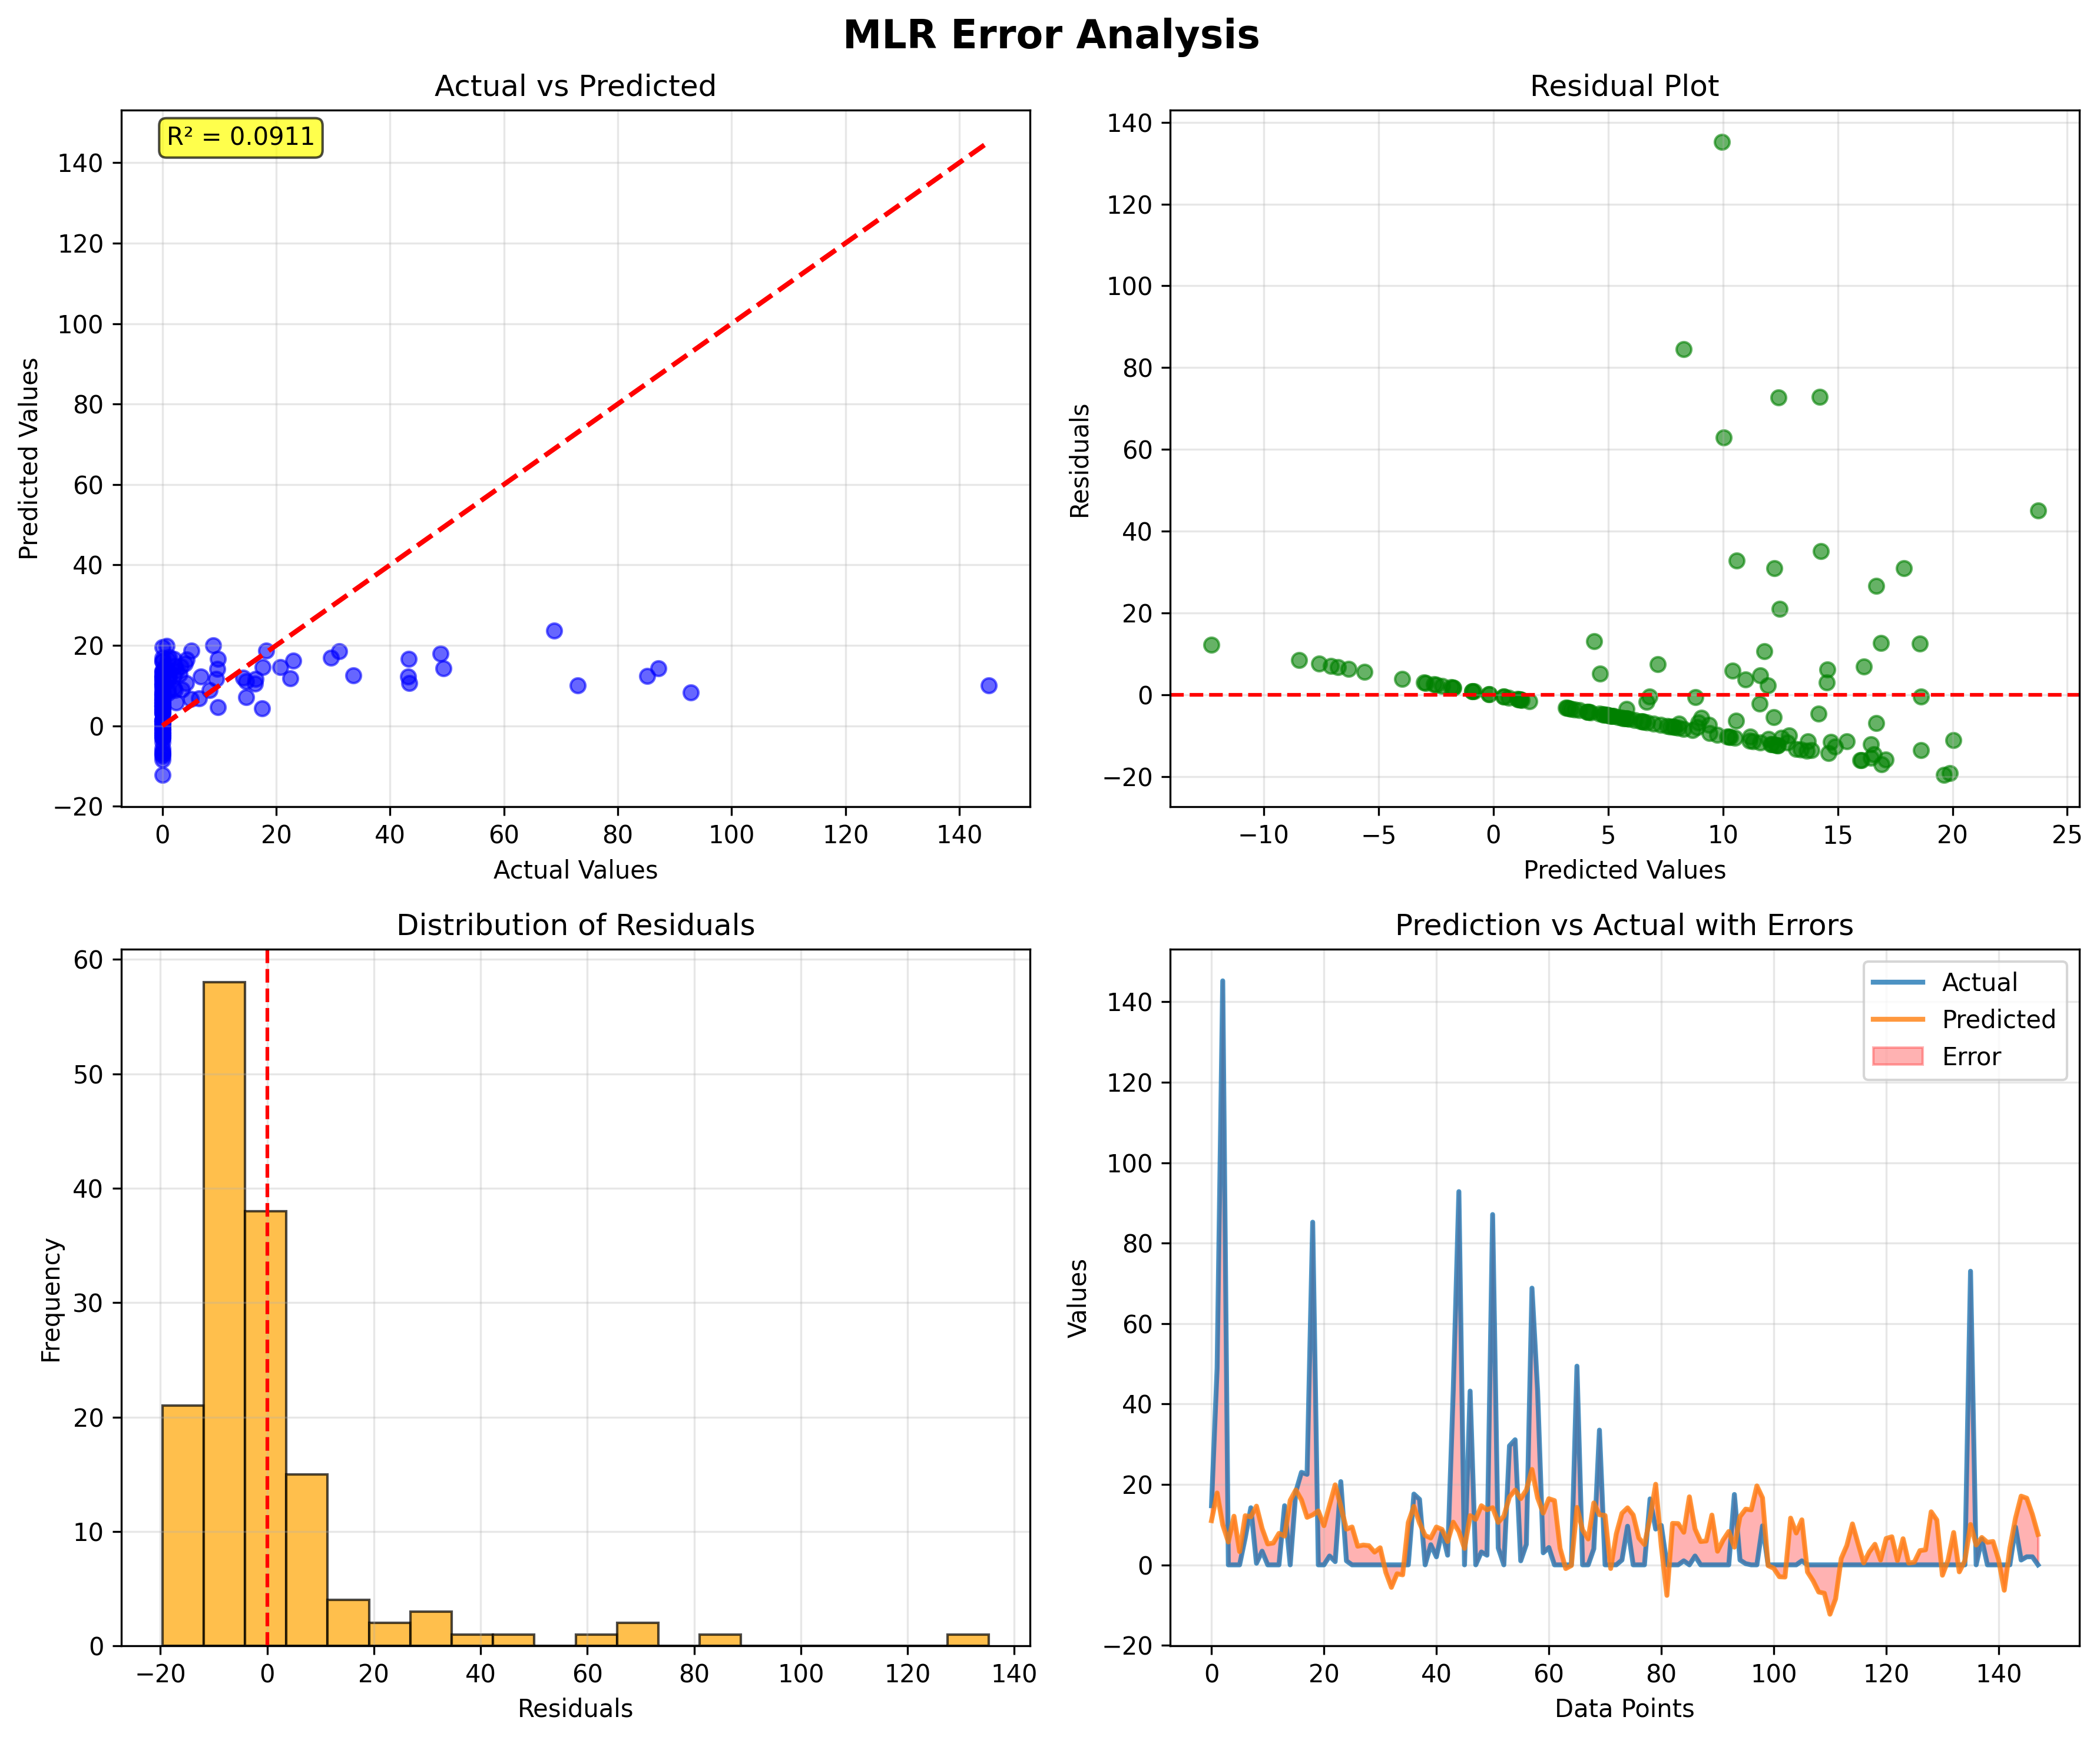 MLR Error Analysis
Actual vs Predicted
R² = 0.0911
140
120
100
80
60
40
20
0
−20
Predicted Values
0 20 40 60 80 100 120 140
Actual Values
Residual Plot
140
120
100
80
60
40
20
0
−20
Residuals
−10 −5 0 5 10 15 20 25
Predicted Values
Distribution of Residuals
60
50
40
30
20
10
0
Frequency
−20 0 20 40 60 80 100 120 140
Residuals
Prediction vs Actual with Errors
Actual
Predicted
Error
140
120
100
80
60
40
20
0
−20
Values
0 20 40 60 80 100 120 140
Data Points